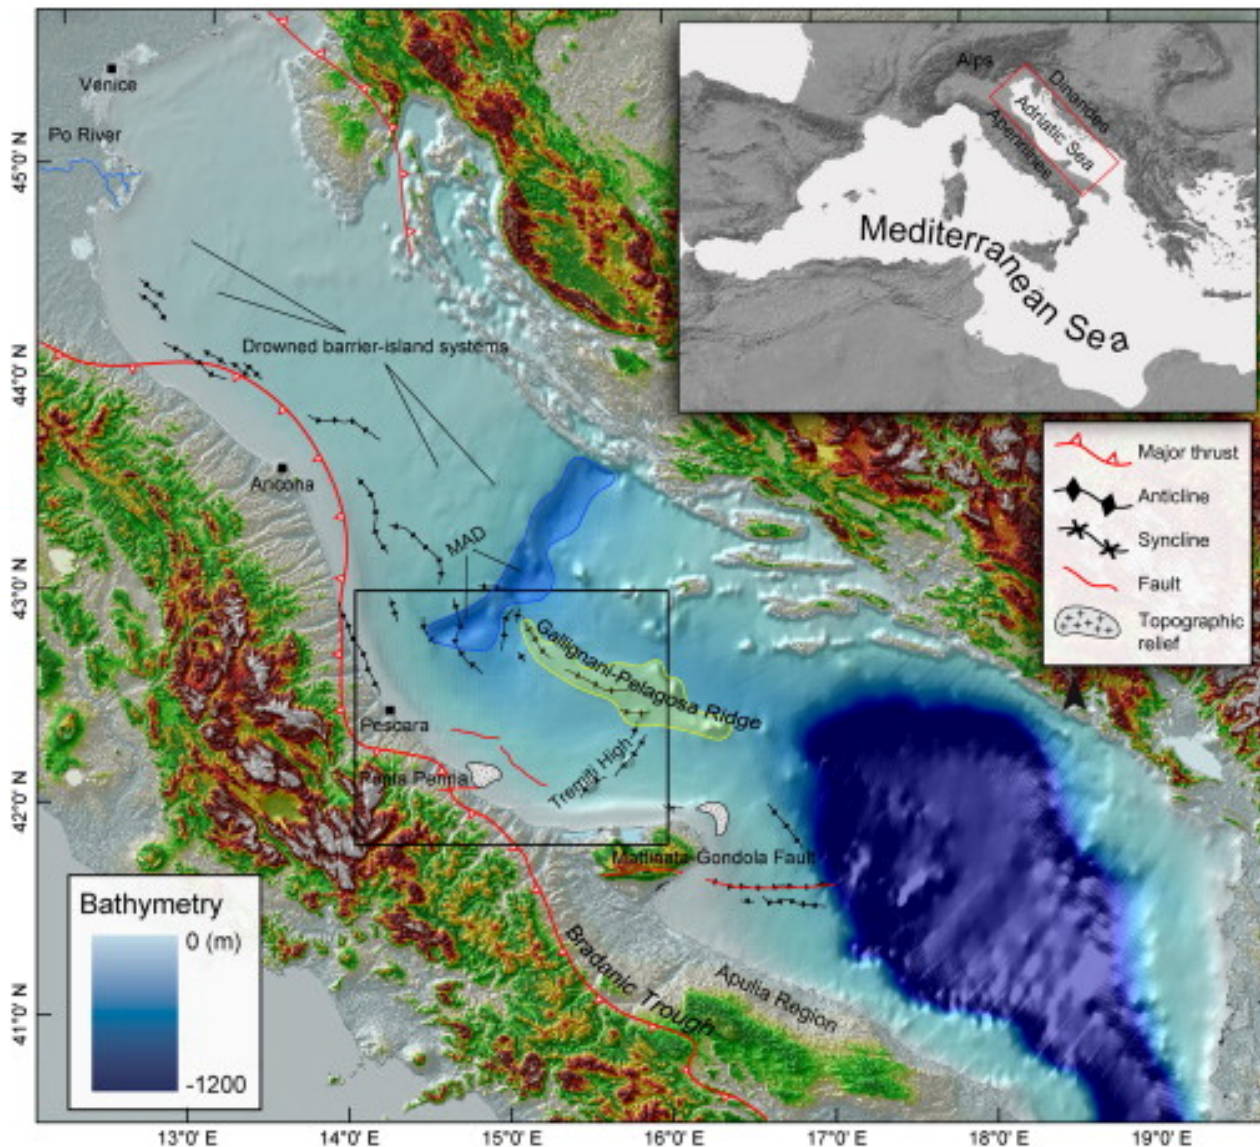 Venice
Po River
Drowned barrier-island systems
Ancona
MAD
Gallignani-Pelagosa Ridge
Pescara
Punta Penna
Tremiti High
Mattinata-Gondola Fault
Bradanic Trough
Apulia Region
Alps
Dinarides
Adriatic Sea
Apennines
Mediterranean Sea
Major thrust
Anticline
Syncline
Fault
Topographic
relief
Bathymetry
0 (m)
-1200
45°0' N
44°0' N
43°0' N
42°0' N
41°0' N
13°0' E
14°0' E
15°0' E
16°0' E
17°0' E
18°0' E
19°0' E